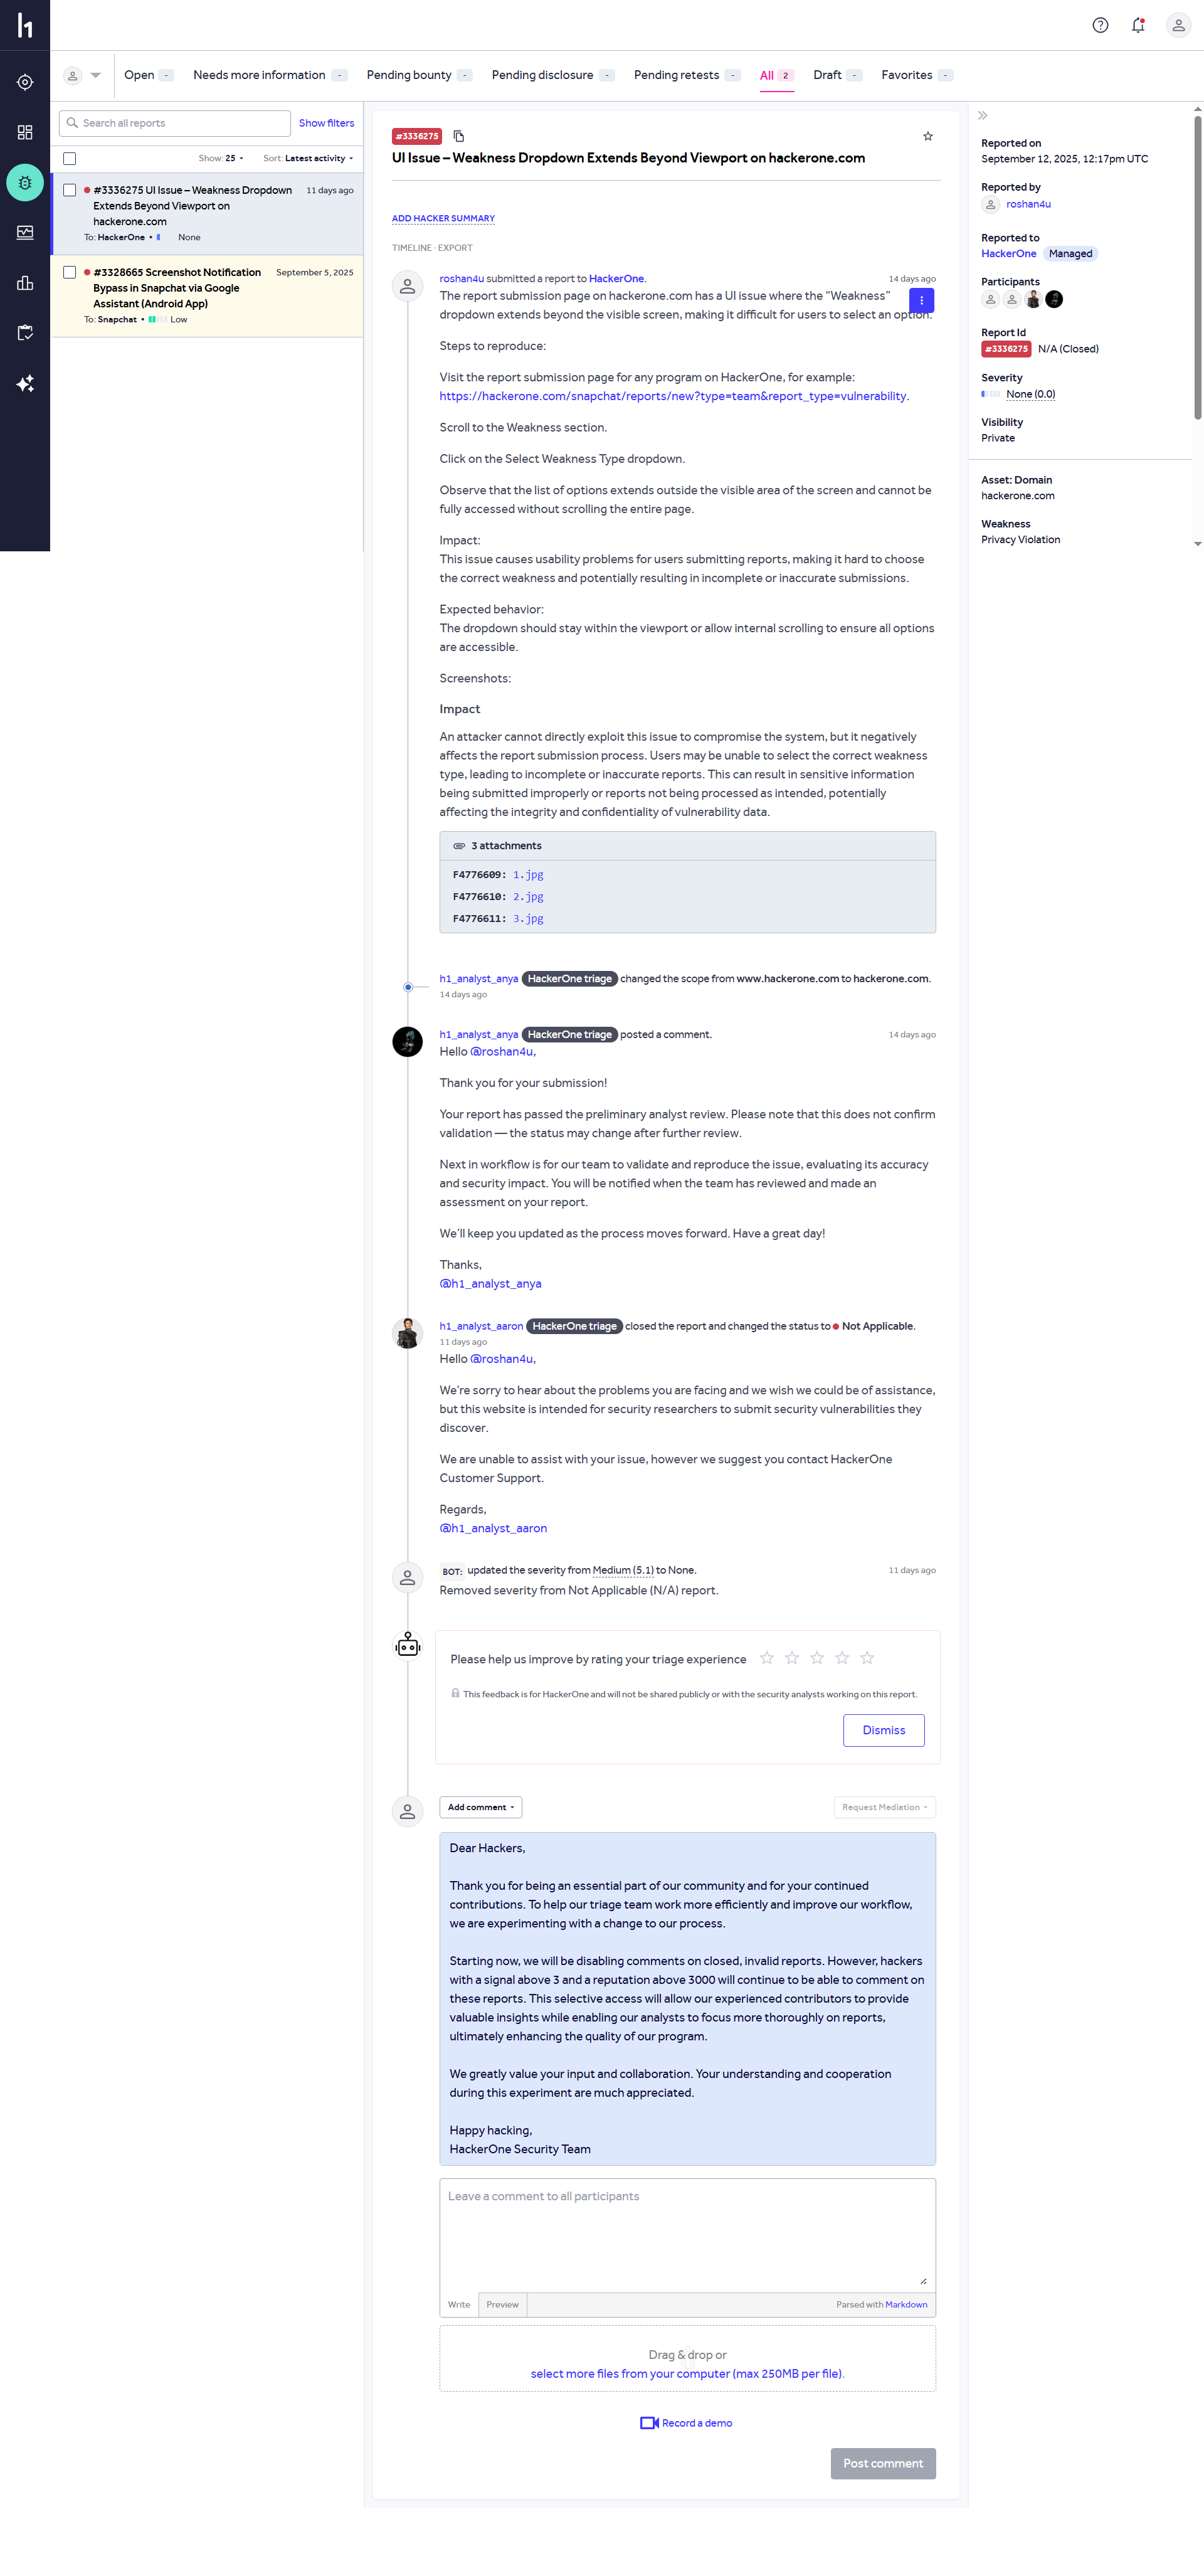 h1
Open -
Needs more information -
Pending bounty -
Pending disclosure -
Pending retests -
All 2
Draft -
Favorites -
Search all reports
Show filters
Show: 25
Sort: Latest activity
#3336275 UI Issue – Weakness Dropdown
11 days ago
Extends Beyond Viewport on
hackerone.com
To: HackerOne • None
#3328665 Screenshot Notification
September 5, 2025
Bypass in Snapchat via Google
Assistant (Android App)
To: Snapchat • Low
#3336275
UI Issue – Weakness Dropdown Extends Beyond Viewport on hackerone.com
ADD HACKER SUMMARY
TIMELINE · EXPORT
roshan4u submitted a report to HackerOne.
14 days ago
The report submission page on hackerone.com has a UI issue where the “Weakness”
dropdown extends beyond the visible screen, making it difficult for users to select an option.
Steps to reproduce:
Visit the report submission page for any program on HackerOne, for example:
https://hackerone.com/snapchat/reports/new?type=team&report_type=vulnerability.
Scroll to the Weakness section.
Click on the Select Weakness Type dropdown.
Observe that the list of options extends outside the visible area of the screen and cannot be
fully accessed without scrolling the entire page.
Impact:
This issue causes usability problems for users submitting reports, making it hard to choose
the correct weakness and potentially resulting in incomplete or inaccurate submissions.
Expected behavior:
The dropdown should stay within the viewport or allow internal scrolling to ensure all options
are accessible.
Screenshots:
Impact
An attacker cannot directly exploit this issue to compromise the system, but it negatively
affects the report submission process. Users may be unable to select the correct weakness
type, leading to incomplete or inaccurate reports. This can result in sensitive information
being submitted improperly or reports not being processed as intended, potentially
affecting the integrity and confidentiality of vulnerability data.
3 attachments
F4776609: 1.jpg
F4776610: 2.jpg
F4776611: 3.jpg
h1_analyst_anya HackerOne triage changed the scope from www.hackerone.com to hackerone.com.
14 days ago
h1_analyst_anya HackerOne triage posted a comment.
14 days ago
Hello @roshan4u,
Thank you for your submission!
Your report has passed the preliminary analyst review. Please note that this does not confirm
validation — the status may change after further review.
Next in workflow is for our team to validate and reproduce the issue, evaluating its accuracy
and security impact. You will be notified when the team has reviewed and made an
assessment on your report.
We’ll keep you updated as the process moves forward. Have a great day!
Thanks,
@h1_analyst_anya
h1_analyst_aaron HackerOne triage closed the report and changed the status to Not Applicable.
11 days ago
Hello @roshan4u,
We're sorry to hear about the problems you are facing and we wish we could be of assistance,
but this website is intended for security researchers to submit security vulnerabilities they
discover.
We are unable to assist with your issue, however we suggest you contact HackerOne
Customer Support.
Regards,
@h1_analyst_aaron
BOT: updated the severity from Medium (5.1) to None.
11 days ago
Removed severity from Not Applicable (N/A) report.
Please help us improve by rating your triage experience
This feedback is for HackerOne and will not be shared publicly or with the security analysts working on this report.
Dismiss
Add comment
Request Mediation
Dear Hackers,
Thank you for being an essential part of our community and for your continued
contributions. To help our triage team work more efficiently and improve our workflow,
we are experimenting with a change to our process.
Starting now, we will be disabling comments on closed, invalid reports. However, hackers
with a signal above 3 and a reputation above 3000 will continue to be able to comment on
these reports. This selective access will allow our experienced contributors to provide
valuable insights while enabling our analysts to focus more thoroughly on reports,
ultimately enhancing the quality of our program.
We greatly value your input and collaboration. Your understanding and cooperation
during this experiment are much appreciated.
Happy hacking,
HackerOne Security Team
Leave a comment to all participants
Write
Preview
Parsed with Markdown
Drag & drop or
select more files from your computer (max 250MB per file).
Record a demo
Post comment
Reported on
September 12, 2025, 12:17pm UTC
Reported by
roshan4u
Reported to
HackerOne Managed
Participants
Report Id
#3336275 N/A (Closed)
Severity
None (0.0)
Visibility
Private
Asset: Domain
hackerone.com
Weakness
Privacy Violation